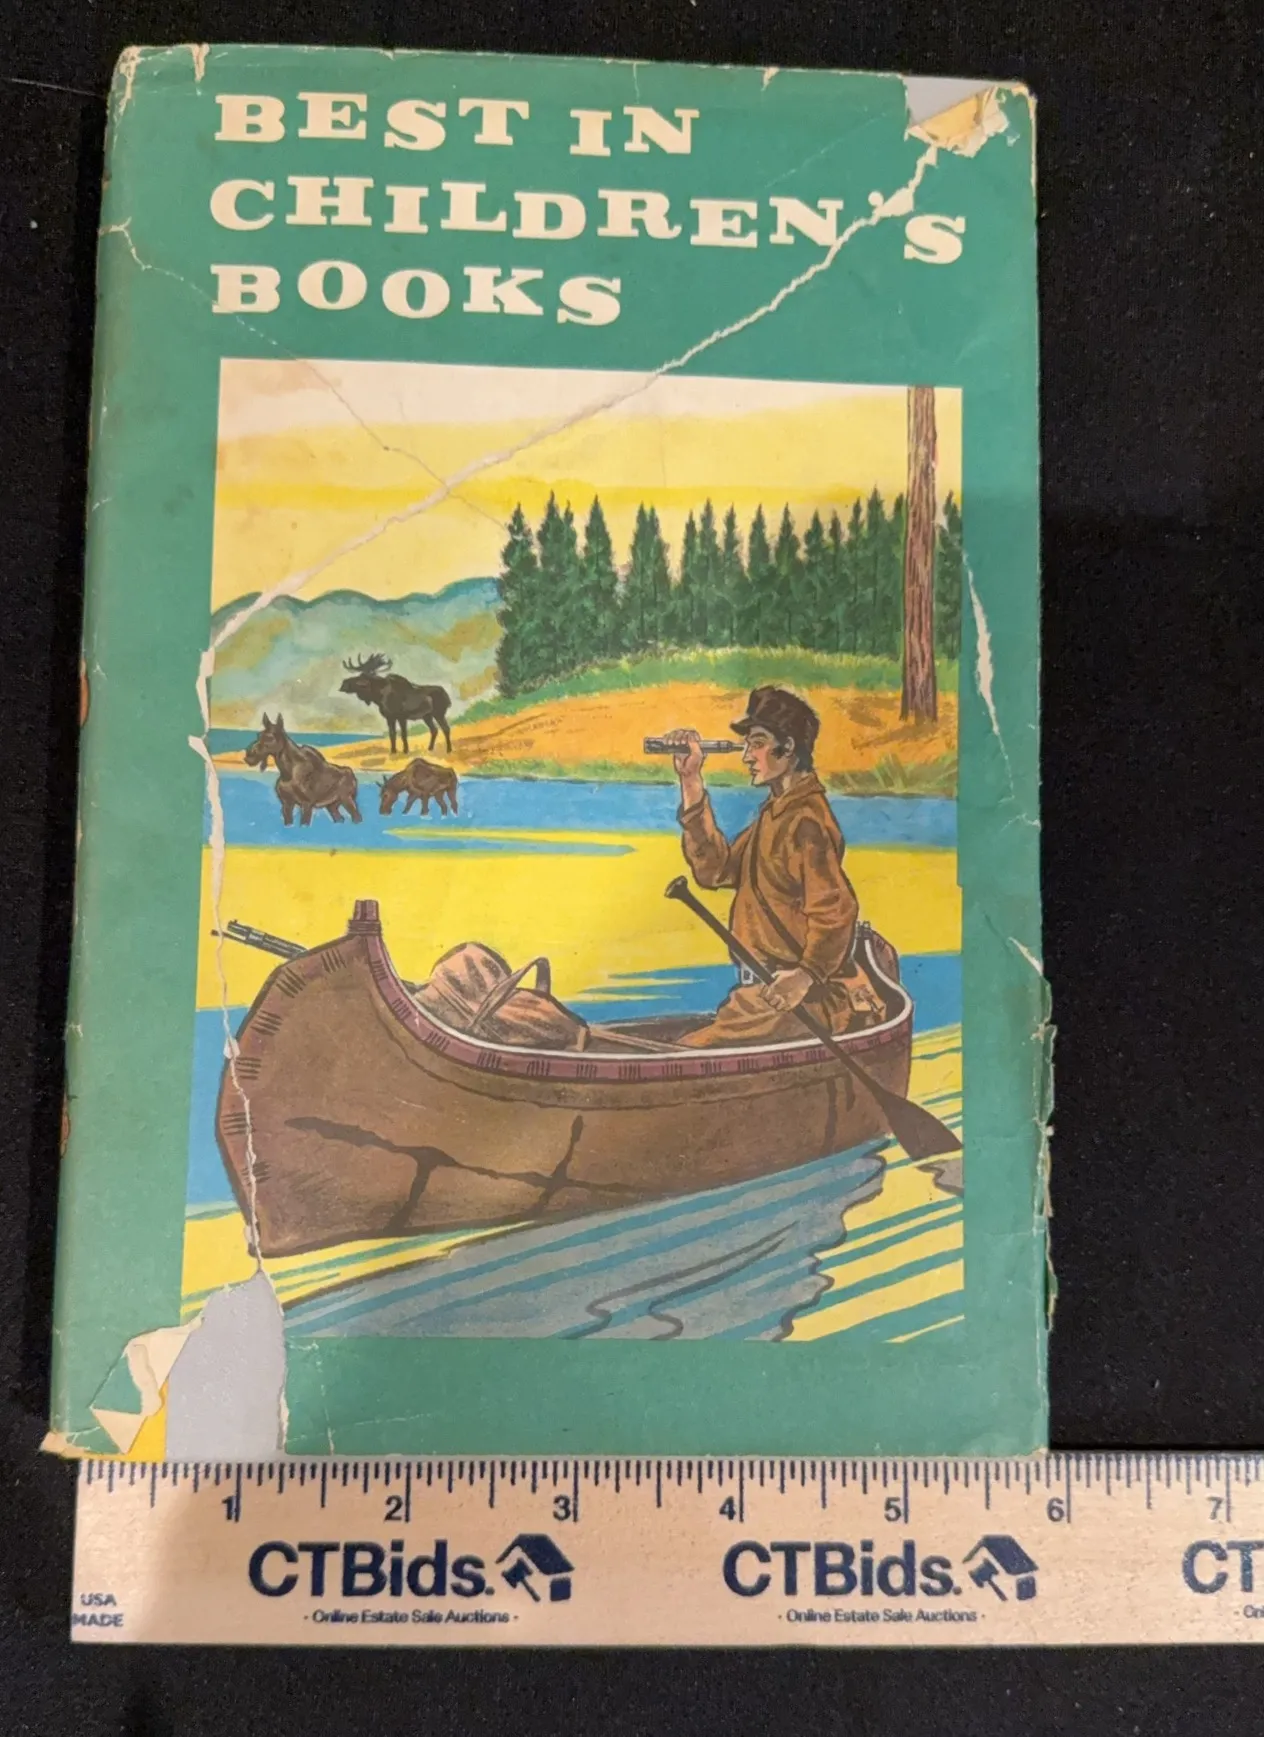 BEST IN
CHILDREN'S
BOOKS
1 2 3 4 5 6 7
CTBids. CTBids. CT
- Online Estate Sale Auctions - - Online Estate Sale Auctions -
USA
MADE